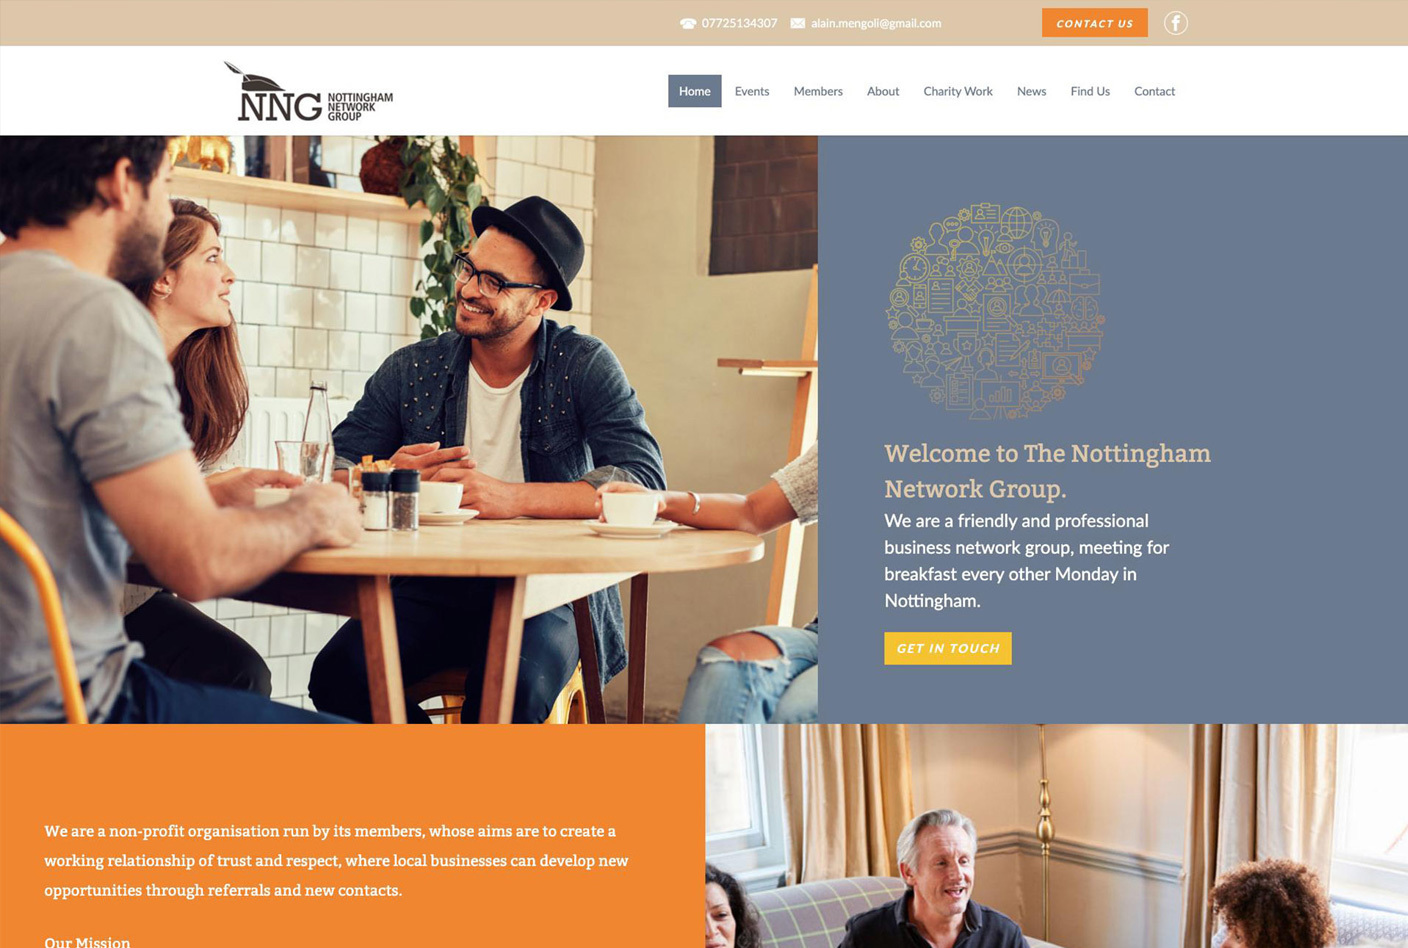 07725134307
alain.mengoli@gmail.com
CONTACT US
NNG
NOTTINGHAM
NETWORK
GROUP
Home
Events
Members
About
Charity Work
News
Find Us
Contact
Welcome to The Nottingham
Network Group.
We are a friendly and professional
business network group, meeting for
breakfast every other Monday in
Nottingham.
GET IN TOUCH
We are a non-profit organisation run by its members, whose aims are to create a
working relationship of trust and respect, where local businesses can develop new
opportunities through referrals and new contacts.
Our Mission